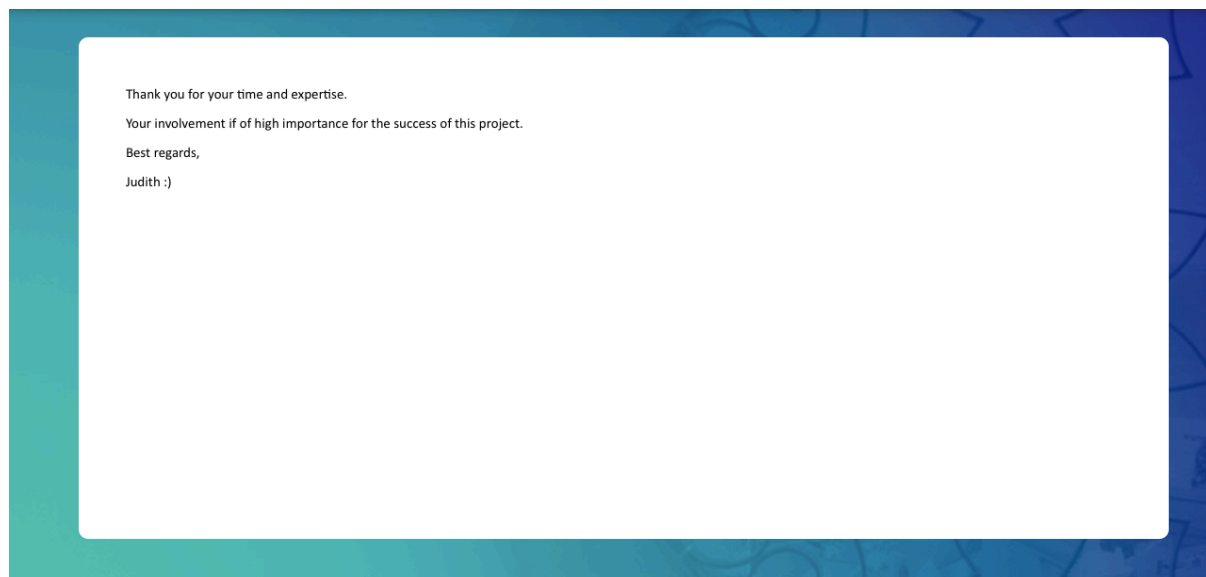 Thank you for your time and expertise.
Your involvement if of high importance for the success of this project.
Best regards,
Judith :)